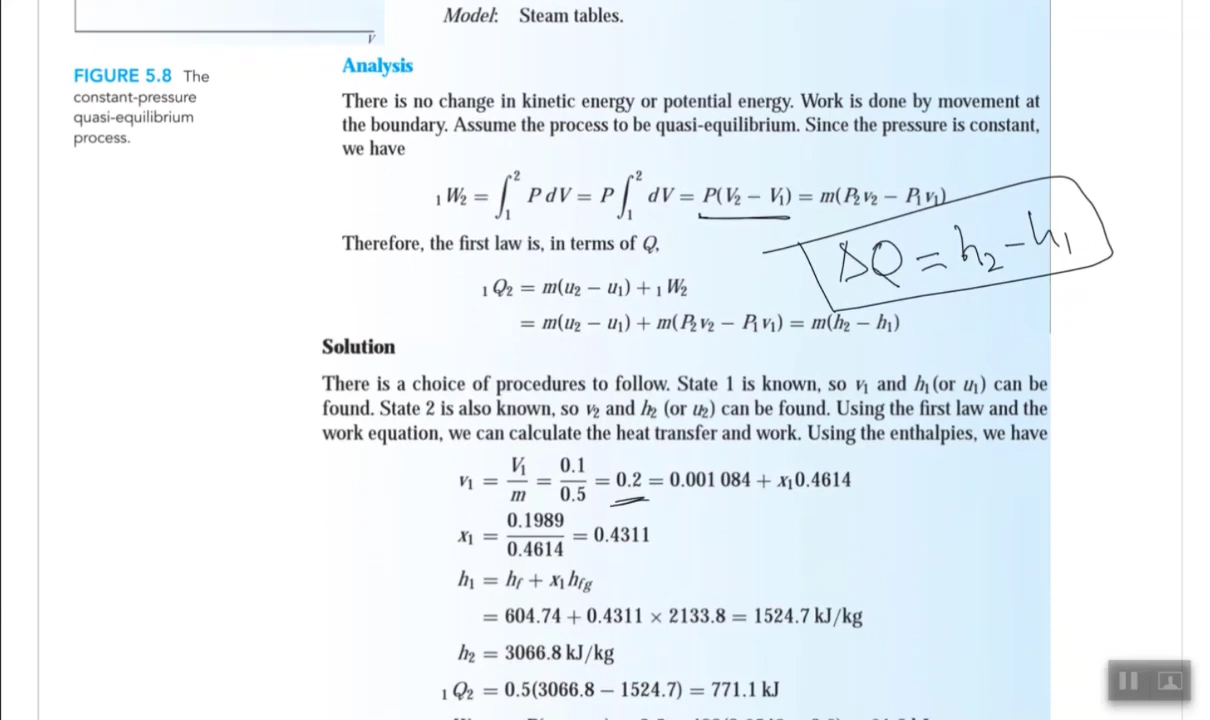 Model: Steam tables.
V
FIGURE 5.8 The
constant-pressure
quasi-equilibrium
process.
Analysis
There is no change in kinetic energy or potential energy. Work is done by movement at
the boundary. Assume the process to be quasi-equilibrium. Since the pressure is constant,
we have
₁W₂ = ∫₁² P dV = P ∫₁² dV = P(V₂ − V₁) = m(P₂v₂ − P₁v₁)
Therefore, the first law is, in terms of Q,
ΔQ = h₂ − h₁
₁Q₂ = m(u₂ − u₁) + ₁W₂
= m(u₂ − u₁) + m(P₂v₂ − P₁v₁) = m(h₂ − h₁)
Solution
There is a choice of procedures to follow. State 1 is known, so v₁ and h₁ (or u₁) can be
found. State 2 is also known, so v₂ and h₂ (or u₂) can be found. Using the first law and the
work equation, we can calculate the heat transfer and work. Using the enthalpies, we have
v₁ = V₁/m = 0.1/0.5 = 0.2 = 0.001 084 + x₁0.4614
x₁ = 0.1989/0.4614 = 0.4311
h₁ = hf + x₁hfg
= 604.74 + 0.4311 × 2133.8 = 1524.7 kJ/kg
h₂ = 3066.8 kJ/kg
₁Q₂ = 0.5(3066.8 − 1524.7) = 771.1 kJ